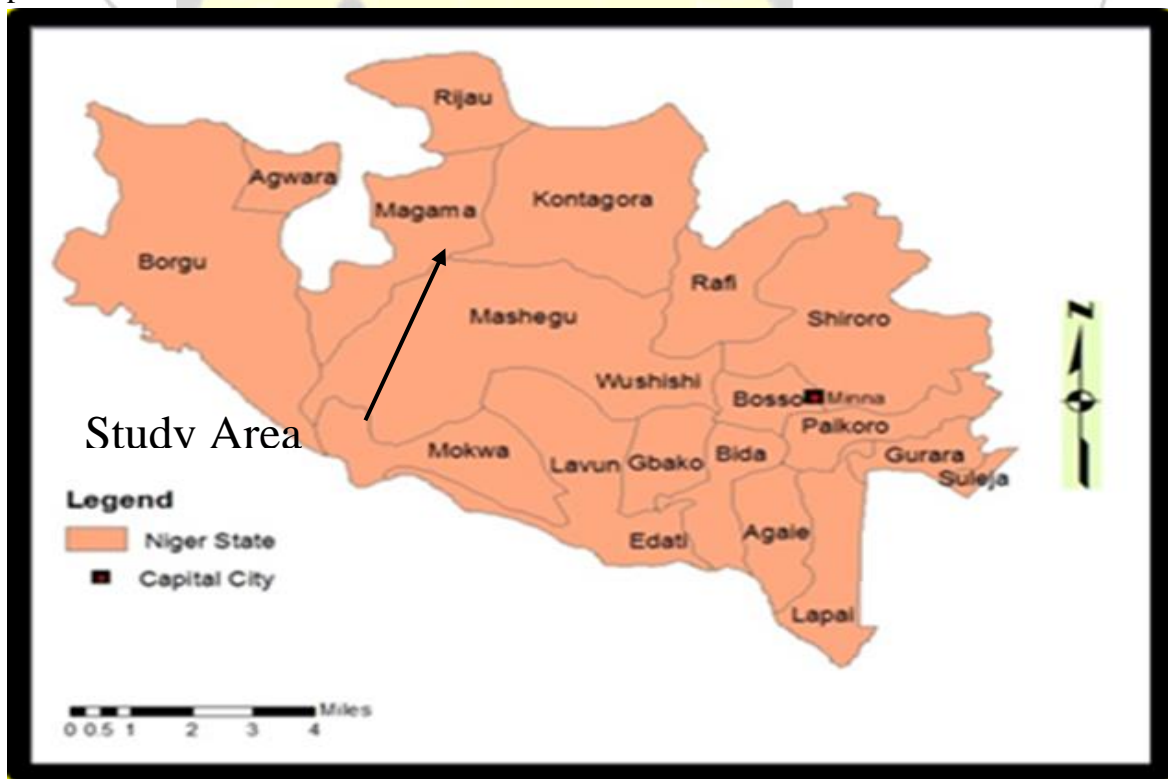 Rijau
Agwara
Magama
Kontagora
Borgu
Rafi
Mashegu
Shiroro
Wushishi
Bosso
Minna
Paikoro
Study Area
Mokwa
Lavun
Gbako
Bida
Gurara
Suleja
Legend
Niger State
Edati
Agaie
Capital City
Lapai
N
Miles
0 0.5 1 2 3 4